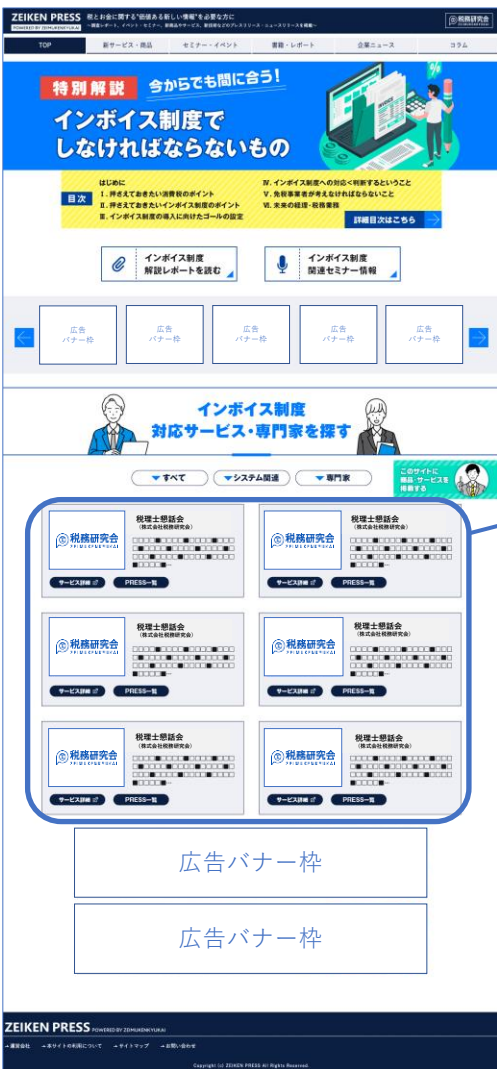 ZEIKEN PRESS
POWERED BY ZEIMUKENKYUKAI
税とお金に関する"価値ある新しい情報"を必要な方に
税務研究会
TOP
新サービス・商品
セミナー・イベント
書籍・レポート
企業ニュース
コラム
特別解説 今からでも間に合う!
インボイス制度で
しなければならないもの
目次
はじめに
Ⅰ. 押さえておきたい消費税のポイント
Ⅱ. 押さえておきたいインボイス制度のポイント
Ⅲ. インボイス制度の導入に向けたゴールの設定
Ⅳ. インボイス制度への対応<判断するということ
Ⅴ. 免税事業者が考えなければならないこと
Ⅵ. 未来の経理・税務業務
詳細目次はこちら
インボイス制度
解説レポートを読む
インボイス制度
関連セミナー情報
広告
バナー枠
広告
バナー枠
広告
バナー枠
広告
バナー枠
広告
バナー枠
インボイス制度
対応サービス・専門家を探す
すべて
システム関連
専門家
このサイトに
商品・サービスを
掲載する
税務研究会
ZEIMUKENKYUKAI
税理士懇話会
(株式会社税務研究会)
サービス詳細
PRESS一覧
税務研究会
ZEIMUKENKYUKAI
税理士懇話会
(株式会社税務研究会)
サービス詳細
PRESS一覧
税務研究会
ZEIMUKENKYUKAI
税理士懇話会
(株式会社税務研究会)
サービス詳細
PRESS一覧
税務研究会
ZEIMUKENKYUKAI
税理士懇話会
(株式会社税務研究会)
サービス詳細
PRESS一覧
税務研究会
ZEIMUKENKYUKAI
税理士懇話会
(株式会社税務研究会)
サービス詳細
PRESS一覧
税務研究会
ZEIMUKENKYUKAI
税理士懇話会
(株式会社税務研究会)
サービス詳細
PRESS一覧
広告バナー枠
広告バナー枠
ZEIKEN PRESS POWERED BY ZEIMUKENKYUKAI
運営会社
本サイトの利用について
サイトマップ
お問い合わせ
Copyright (c) ZEIKEN PRESS All Rights Reserved.